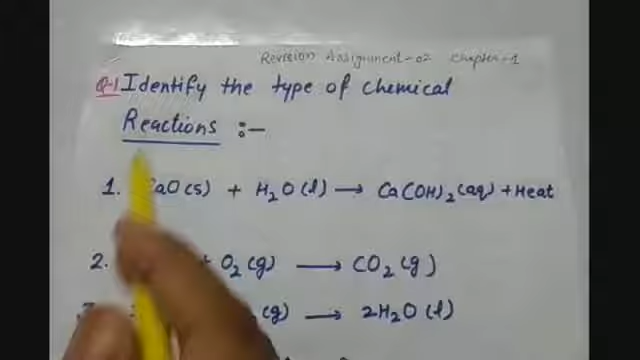 Revision Assignment-02 Chapter-1
Q.1 Identify the type of Chemical
Reactions :-
1. CaO(s) + H₂O(l) → Ca(OH)₂(aq) + Heat
2. + O₂(g) → CO₂(g)
(g) → 2H₂O(l)